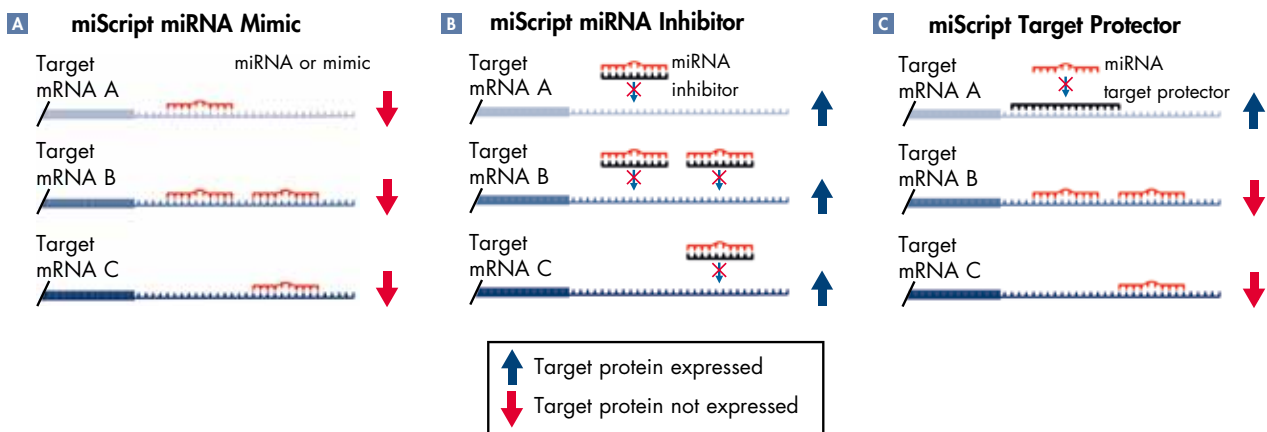 A miScript miRNA Mimic
Target
mRNA A
miRNA or mimic
Target
mRNA B
Target
mRNA C
B miScript miRNA Inhibitor
Target
mRNA A
miRNA
inhibitor
Target
mRNA B
Target
mRNA C
C miScript Target Protector
Target
mRNA A
miRNA
target protector
Target
mRNA B
Target
mRNA C
Target protein expressed
Target protein not expressed